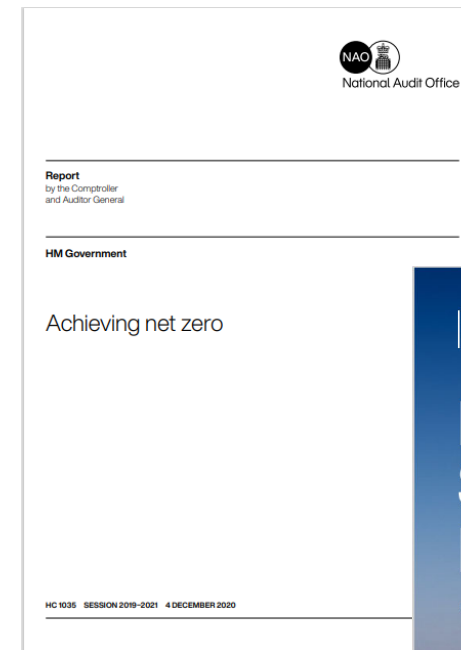 NAO
National Audit Office
Report
by the Comptroller
and Auditor General
HM Government
Achieving net zero
HC 1035 SESSION 2019–2021 4 DECEMBER 2020